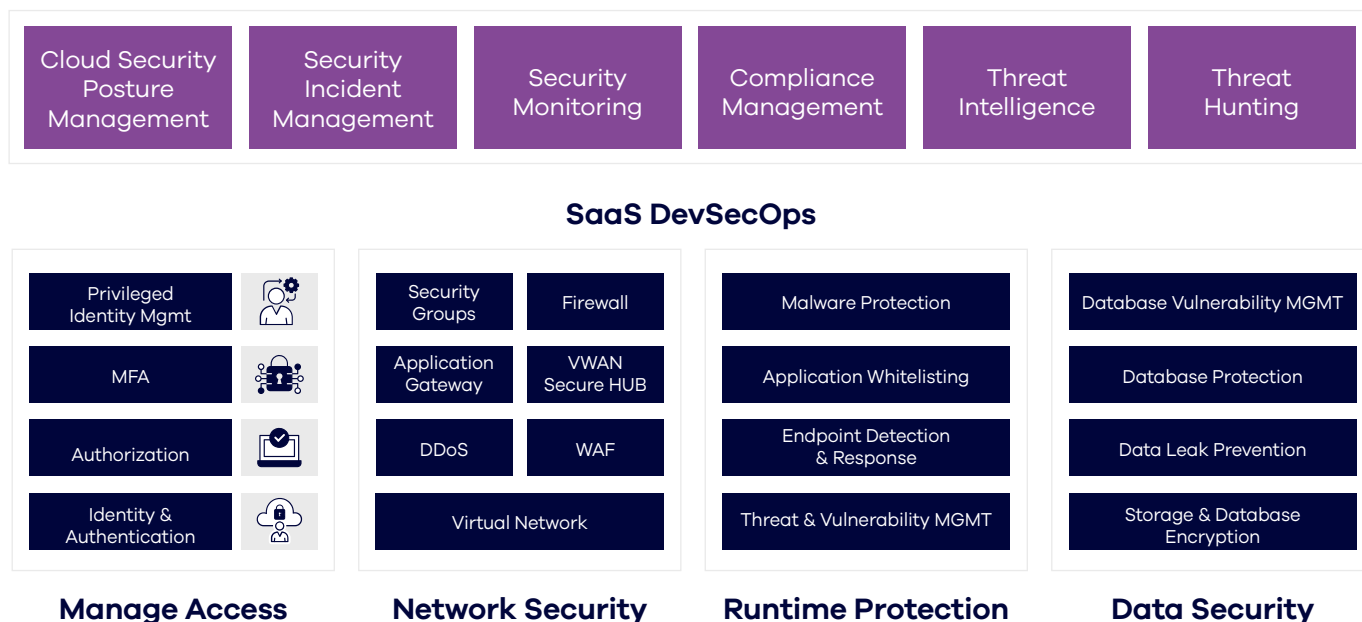 Cloud Security
Posture
Management
Security
Incident
Management
Security
Monitoring
Compliance
Management
Threat
Intelligence
Threat
Hunting
SaaS DevSecOps
Privileged
Identity Mgmt
MFA
Authorization
Identity &
Authentication
Manage Access
Security
Groups
Firewall
Application
Gateway
VWAN
Secure HUB
DDoS
WAF
Virtual Network
Network Security
Malware Protection
Application Whitelisting
Endpoint Detection
& Response
Threat & Vulnerability MGMT
Runtime Protection
Database Vulnerability MGMT
Database Protection
Data Leak Prevention
Storage & Database
Encryption
Data Security